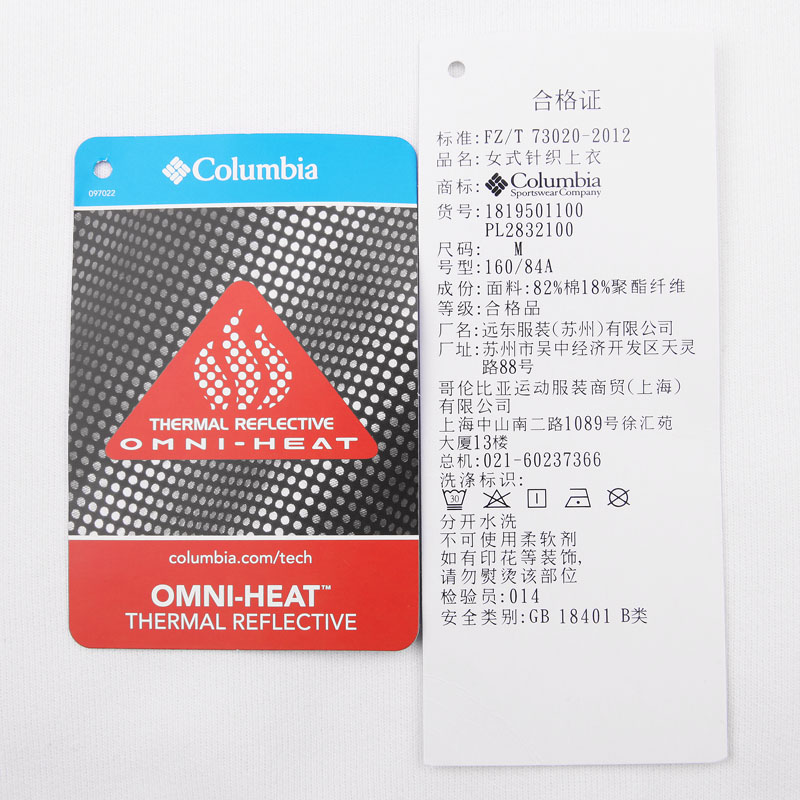 Columbia
097022
THERMAL REFLECTIVE
OMNI-HEAT
columbia.com/tech
OMNI-HEAT™
THERMAL REFLECTIVE
合格证
标准:FZ/T 73020-2012
品名:女式针织上衣
商标:Columbia
Sportswear Company
货号:1819501100
PL2832100
尺码: M
号型:160/84A
成份:面料:82%棉18%聚酯纤维
等级:合格品
厂名:远东服装(苏州)有限公司
厂址:苏州市吴中经济开发区天灵
路88号
哥伦比亚运动服装商贸(上海)
有限公司
上海中山南二路1089号徐汇苑
大厦13楼
总机:021-60237366
洗涤标识:
30
分开水洗
不可使用柔软剂
如有印花等装饰,
请勿熨烫该部位
检验员:014
安全类别:GB 18401 B类